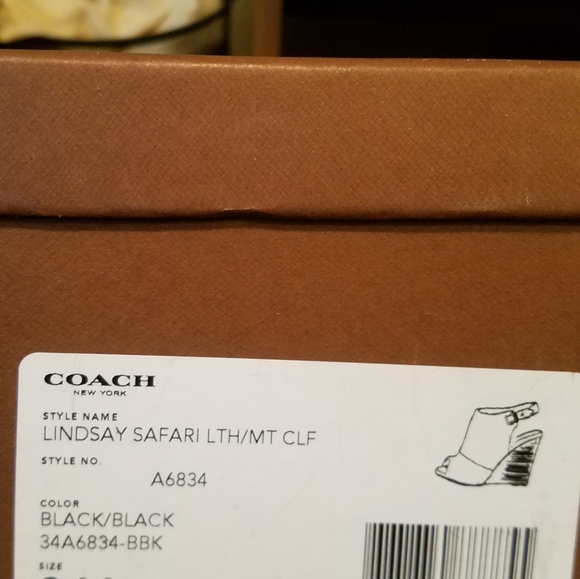 COACH
NEW YORK
STYLE NAME
LINDSAY SAFARI LTH/MT CLF
STYLE NO.
A6834
COLOR
BLACK/BLACK
34A6834-BBK
SIZE